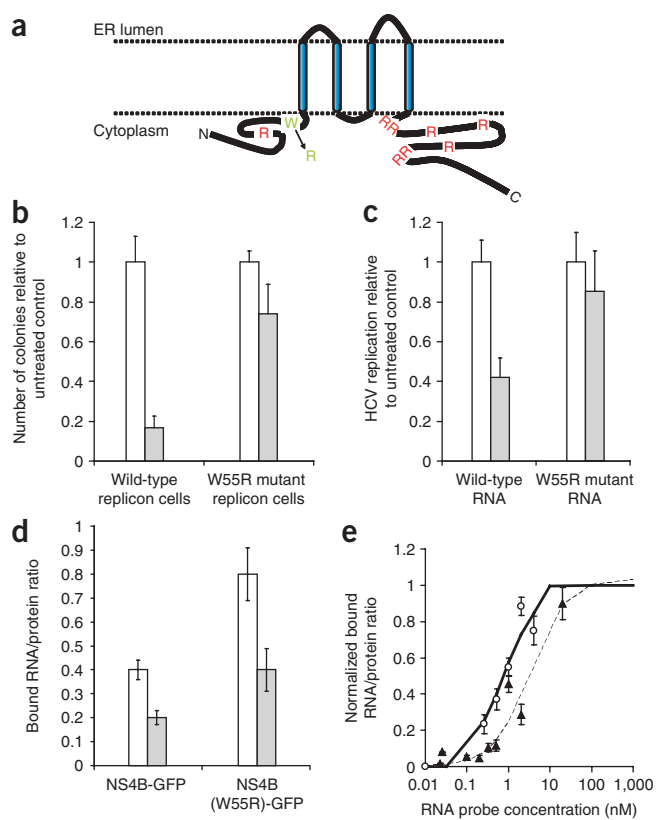 a
ER lumen
Cytoplasm
N
R
W
R
RR
R
R
RR
R
C
b
Number of colonies relative to
untreated control
1.2
1
0.8
0.6
0.4
0.2
0
Wild-type
replicon cells
W55R mutant
replicon cells
c
HCV replication relative
to untreated control
1.2
1
0.8
0.6
0.4
0.2
0
Wild-type
RNA
W55R mutant
RNA
d
Bound RNA/protein ratio
1
0.9
0.8
0.7
0.6
0.5
0.4
0.3
0.2
0.1
0
NS4B-GFP
NS4B
(W55R)-GFP
e
Normalized bound
RNA/protein ratio
1.2
1
0.8
0.6
0.4
0.2
0
0.01
0.1
1
10
100
1,000
RNA probe concentration (nM)